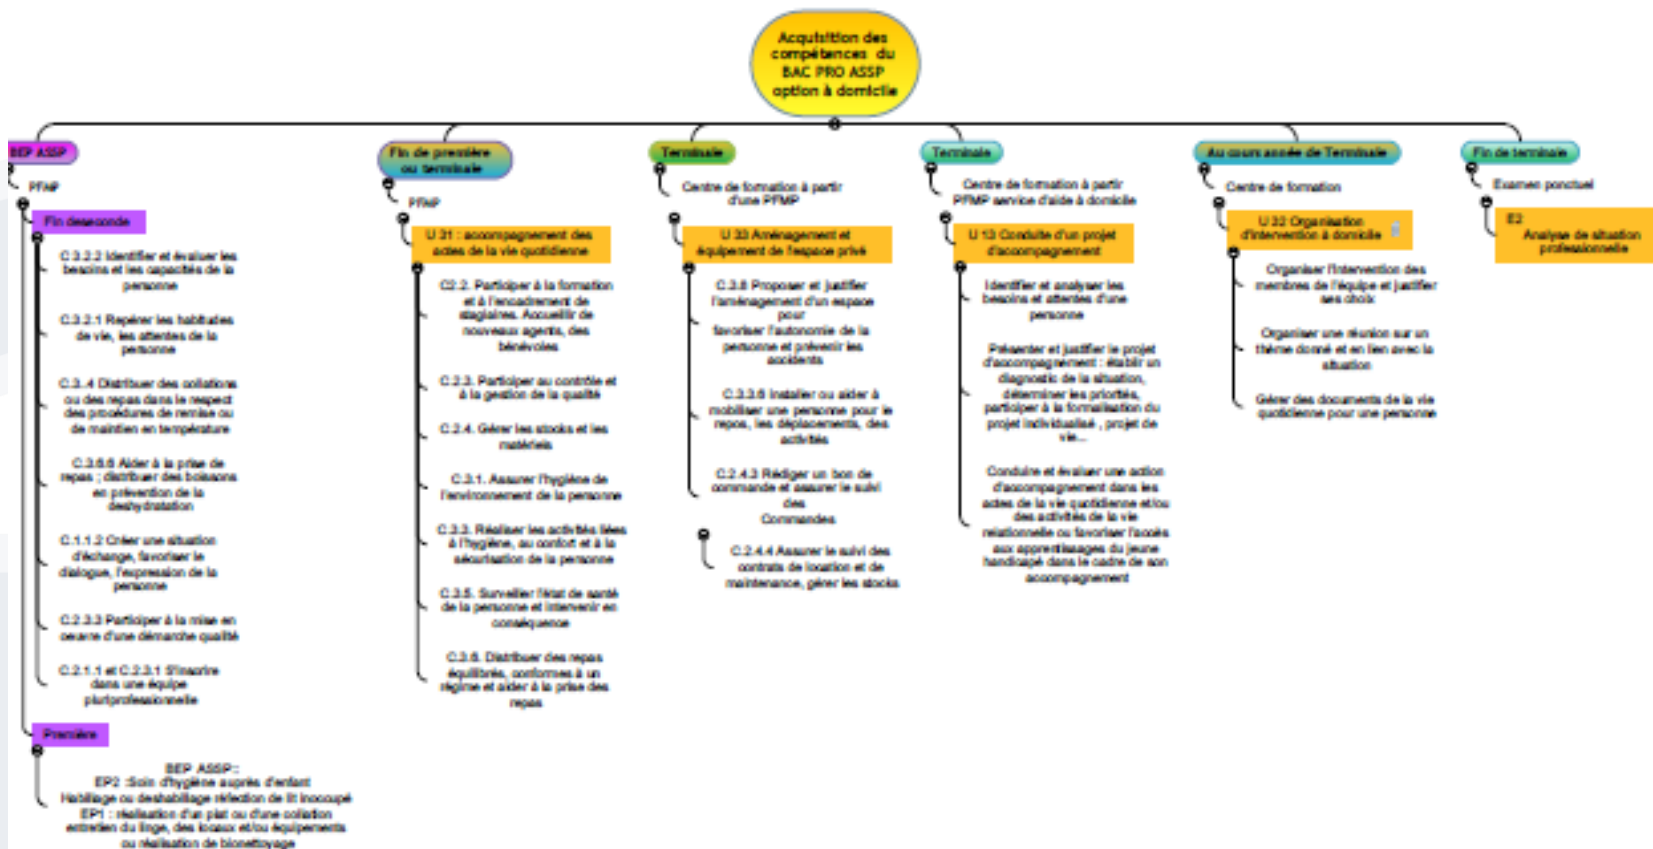 Acquisition des
compétences du
BAC PRO ASSP
option à domicile
BEP ASSP
PFMP
Fin deseconde
C 3.2.2 Identifier et évaluer les
besoins et les capacités de la
personne
C.3.2.1 Repérer les habitudes
de vie, les attentes de la
personne
C.3..4 Distribuer des collations
ou des repas dans le respect
des procédures de remise ou
de maintien en température
C.3.6.6 Aider à la prise de
repas ; distribuer des boissons
en prévention de la
deshydratation
C.1.1.2 Créer une situation
d'échange, favoriser le
dialogue, l'expression de la
personne
C.2.3.3 Participer à la mise en
oeuvre d'une démarche qualité
C.2.1.1 et C.2.3.1 S'inscrire
dans une équipe
pluriprofessionnelle
Première
BEP ASSP::
EP2 :Soin d'hygiène auprès d'enfant
Habillage ou deshabillage réfection de lit inocoupé
EP1 : réalisation d'un plat ou d'une collation
entretien du linge, des locaux et/ou équipements
ou réalisation de bionettoyage
Fin de première
ou terminale
PFMP
U 31 : accompagnement des
actes de la vie quotidienne
C2.2. Participer à la formation
et à l'encadrement de
stagiaires. Accueillir de
nouveaux agents, des
bénévoles
C.2.3. Participer au contrôle et
à la gestion de la qualité
C.2.4. Gérer les stocks et les
matériels
C.3.1. Assurer l'hygiène de
l'environnement de la personne
C.3.3. Réaliser les activités liées
à l'hygiène, au confort et à la
sécurisation de la personne
C.3.5. Surveiller l'état de santé
de la personne et intervenir en
conséquence
C.3.6. Distribuer des repas
équilibrés, conformes à un
régime et aider à la prise des
repas
Terminale
Centre de formation à partir
d'une PFMP
U 33 Aménagement et
équipement de l'espace privé
C.3.8 Proposer et justifier
l'aménagement d'un espace
pour
favoriser l'autonomie de la
personne et prévenir les
accidents
C.3.3.6 Installer ou aider à
mobiliser une personne pour le
repos, les déplacements, des
activités
C.2.4.3 Rédiger un bon de
commande et assurer le suivi
des
Commandes
C.2.4.4 Assurer le suivi des
contrats de location et de
maintenance, gérer les stocks
Terminale
Centre de formation à partir
PFMP service d'aide à domicile
U 13 Conduite d'un projet
d'accompagnement
Identifier et analyser les
besoins et attentes d'une
personne
Présenter et justifier le projet
d'accompagnement : établir un
diagnostic de la situation,
déterminer les priorités,
participer à la formalisation du
projet individualisé , projet de
vie...
Conduire et évaluer une action
d'accompagnement dans les
actes de la vie quotidienne et/ou
des activités de la vie
relationnelle ou favoriser l'accès
aux apprentissages du jeune
handicapé dans le cadre de son
accompagnement
Au cours année de Terminale
Centre de formation
U 32 Organisation
d'intervention à domicile
Organiser l'intervention des
membres de l'équipe et justifier
ses choix
Organiser une réunion sur un
thème donné et en lien avec la
situation
Gérer des documents de la vie
quotidienne pour une personne
Fin de terminale
Examen ponctuel
E2
Analyse de situation
professionnelle